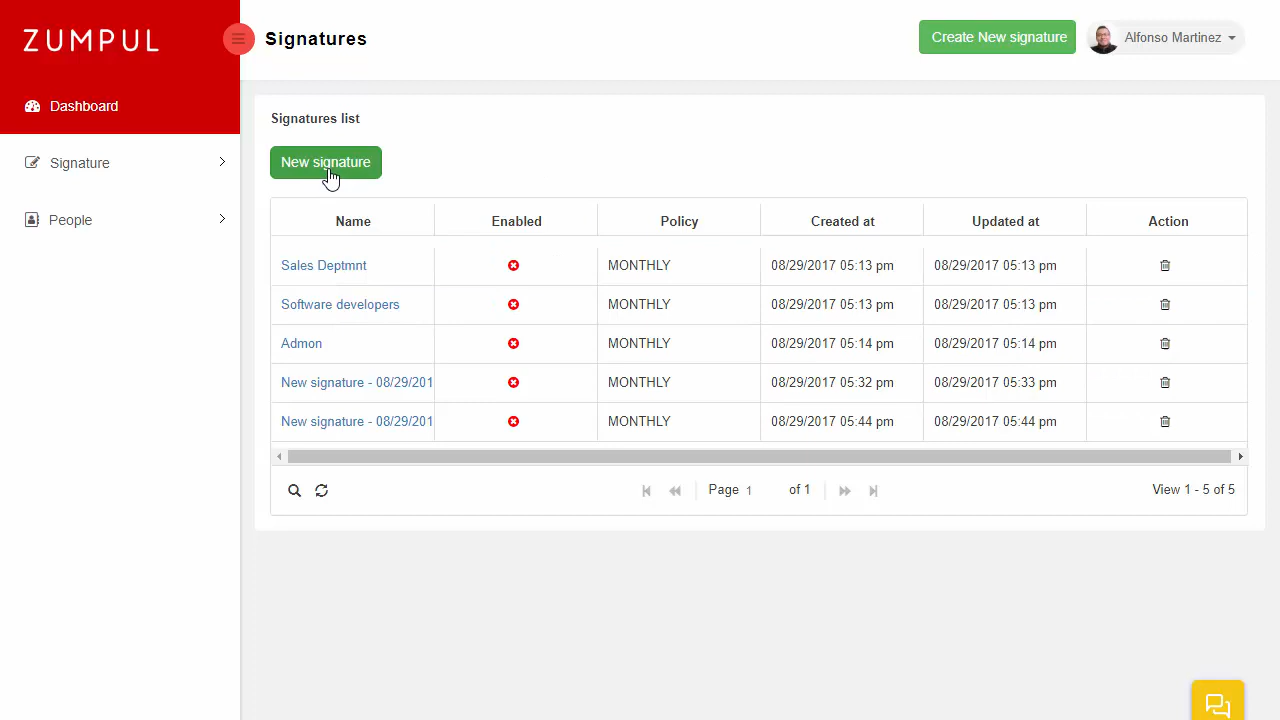 ZUMPUL
Signatures
Create New signature
Alfonso Martinez
Dashboard
Signature
People
Signatures list
New signature
Name Enabled Policy Created at Updated at Action
Sales Deptmnt MONTHLY 08/29/2017 05:13 pm 08/29/2017 05:13 pm
Software developers MONTHLY 08/29/2017 05:13 pm 08/29/2017 05:13 pm
Admon MONTHLY 08/29/2017 05:14 pm 08/29/2017 05:14 pm
New signature - 08/29/201 MONTHLY 08/29/2017 05:32 pm 08/29/2017 05:33 pm
New signature - 08/29/201 MONTHLY 08/29/2017 05:44 pm 08/29/2017 05:44 pm
Page 1 of 1 View 1 - 5 of 5